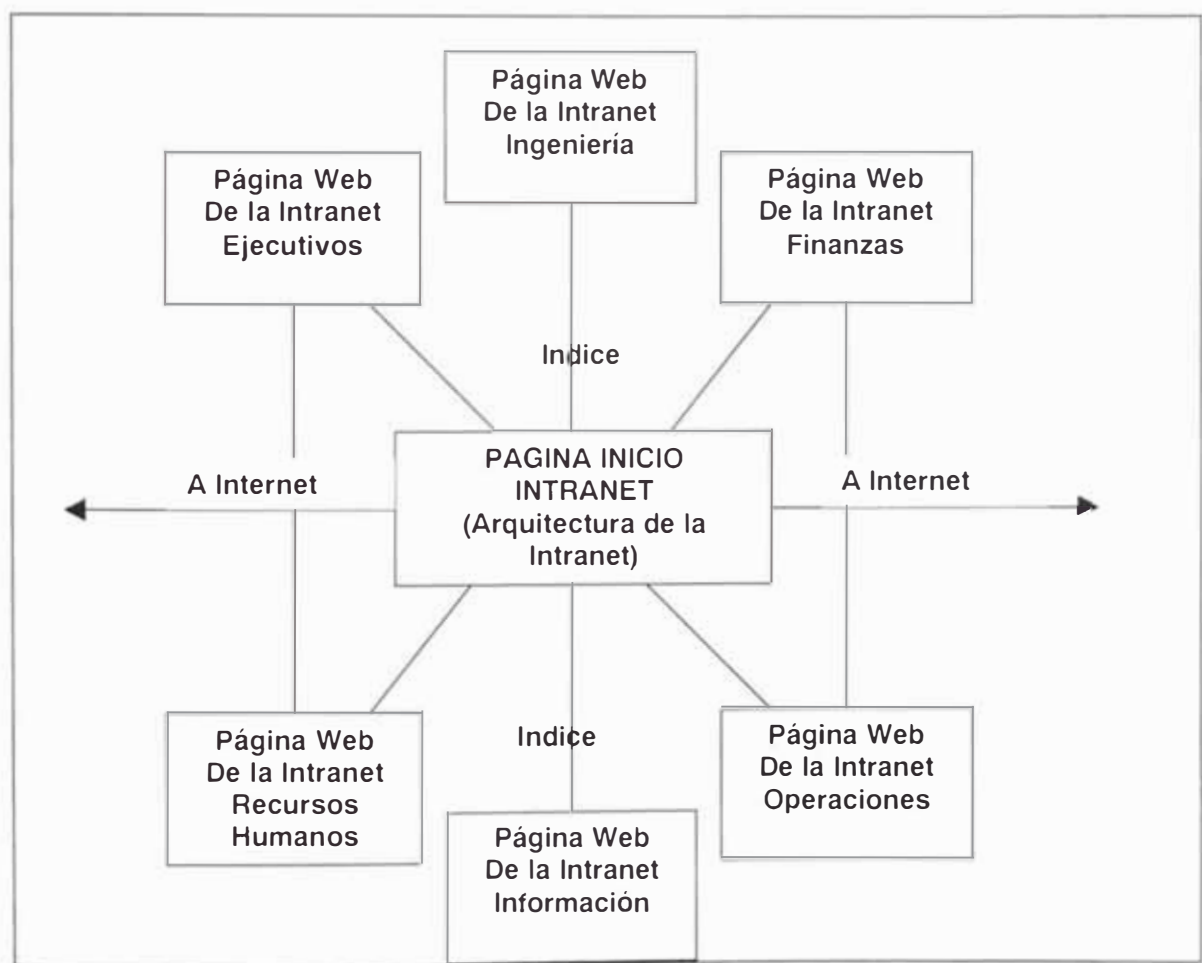 Página Web
De la Intranet
Ingeniería
Página Web
De la Intranet
Ejecutivos
Página Web
De la Intranet
Finanzas
Indice
PAGINA INICIO
INTRANET
(Arquitectura de la
Intranet)
A Internet
A Internet
Indice
Página Web
De la Intranet
Recursos
Humanos
Página Web
De la Intranet
Información
Página Web
De la Intranet
Operaciones